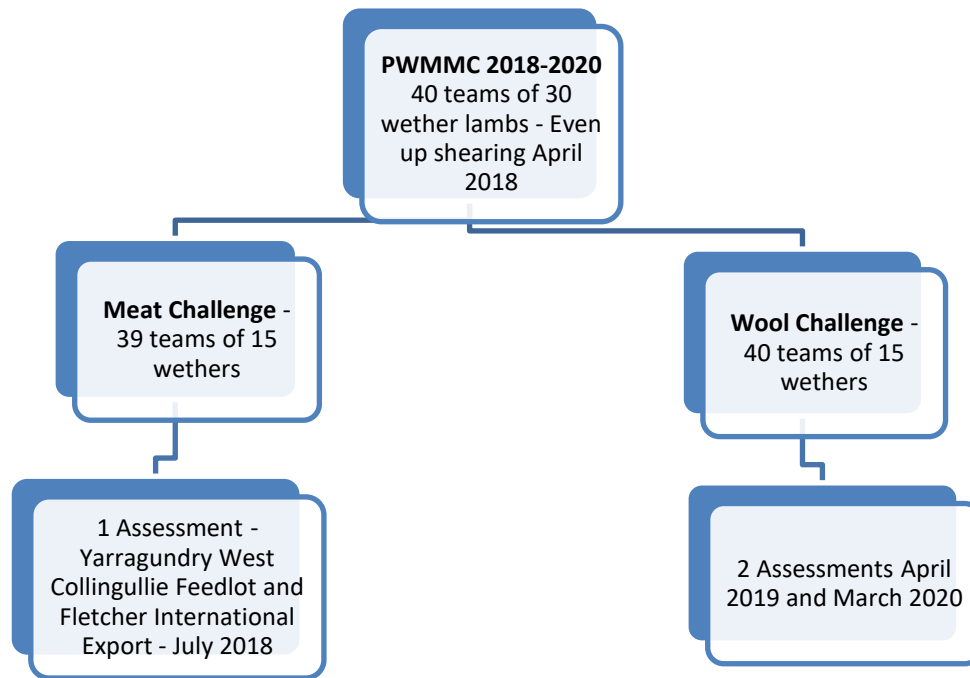 PWMMC 2018-2020
40 teams of 30
wether lambs - Even
up shearing April
2018
Meat Challenge -
39 teams of 15
wethers
Wool Challenge -
40 teams of 15
wethers
1 Assessment -
Yarragundry West
Collingullie Feedlot and
Fletcher International
Export - July 2018
2 Assessments April
2019 and March 2020